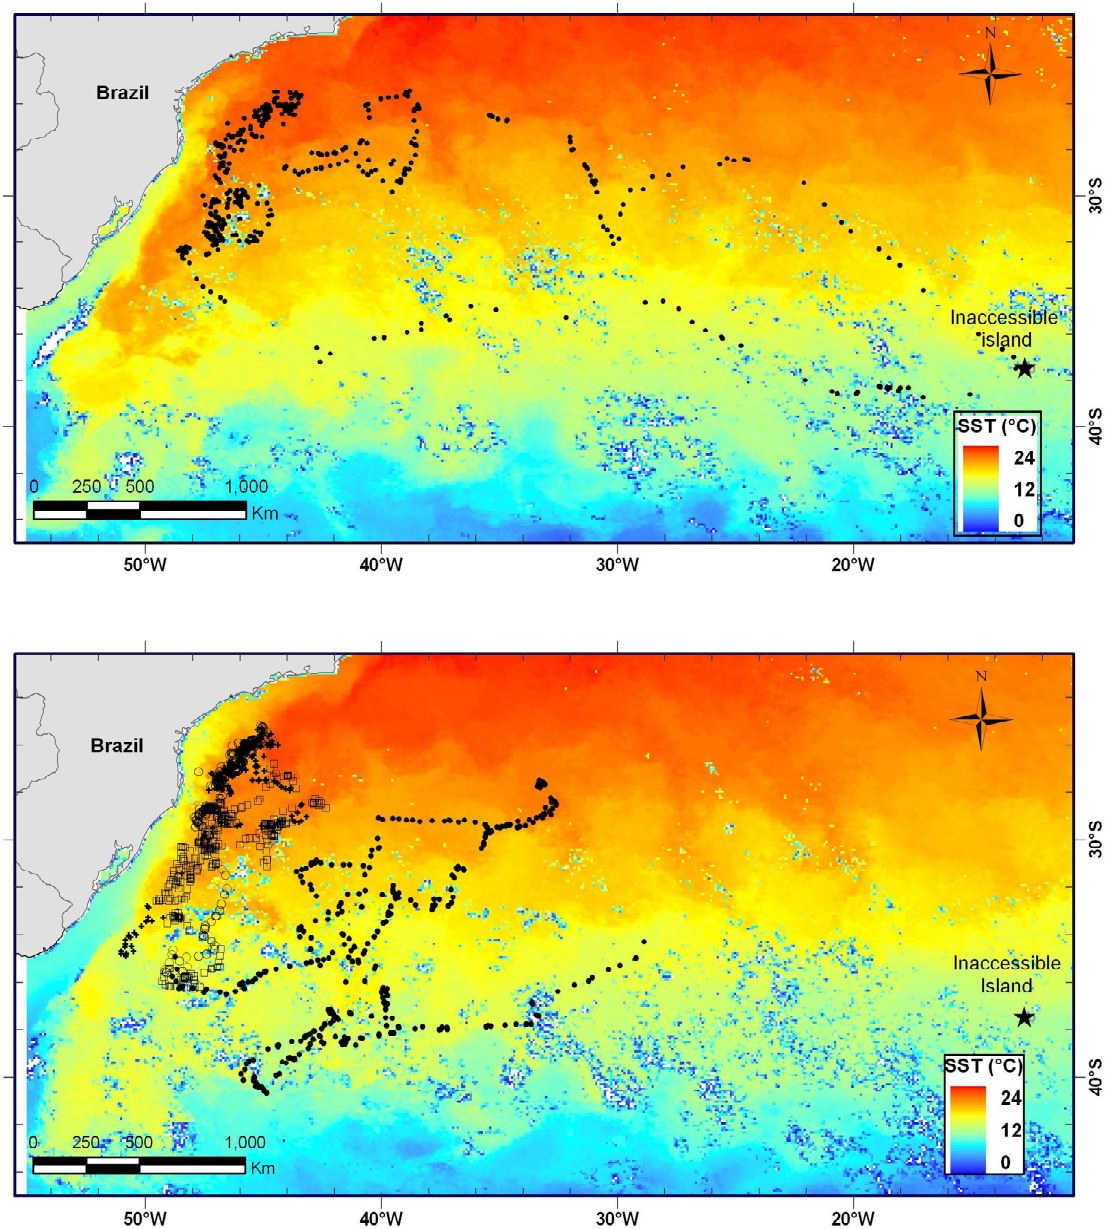 N
Brazil
30°S
Inaccessible
island
SST (°C)
24
12
0
40°S
0 250 500 1,000
Km
50°W 40°W 30°W 20°W
N
Brazil
30°S
Inaccessible
Island
SST (°C)
24
12
0
40°S
0 250 500 1,000
Km
50°W 40°W 30°W 20°W